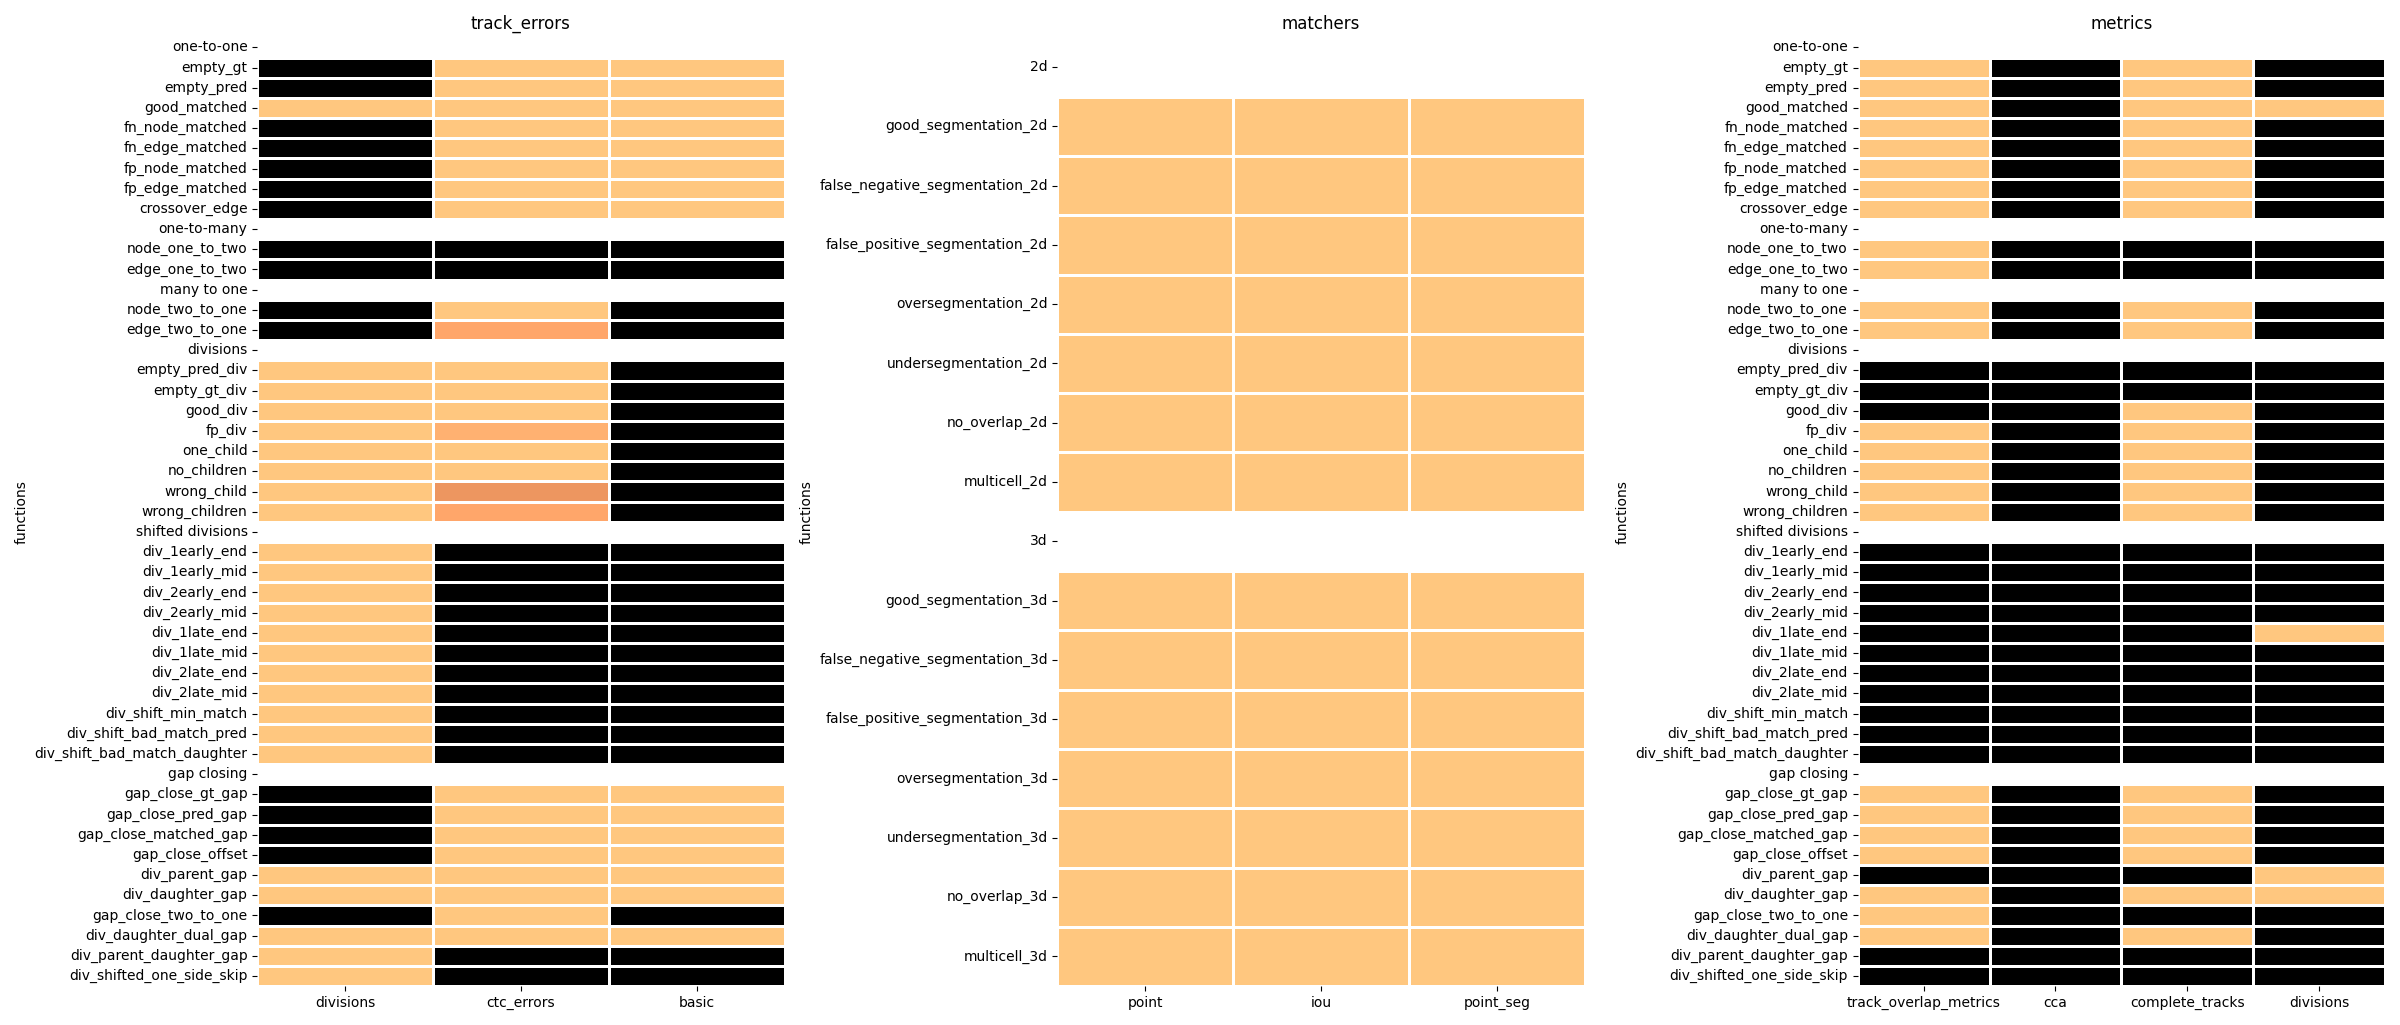 track_errors
functions
one-to-one
empty_gt
empty_pred
good_matched
fn_node_matched
fn_edge_matched
fp_node_matched
fp_edge_matched
crossover_edge
one-to-many
node_one_to_two
edge_one_to_two
many to one
node_two_to_one
edge_two_to_one
divisions
empty_pred_div
empty_gt_div
good_div
fp_div
one_child
no_children
wrong_child
wrong_children
shifted divisions
div_1early_end
div_1early_mid
div_2early_end
div_2early_mid
div_1late_end
div_1late_mid
div_2late_end
div_2late_mid
div_shift_min_match
div_shift_bad_match_pred
div_shift_bad_match_daughter
gap closing
gap_close_gt_gap
gap_close_pred_gap
gap_close_matched_gap
gap_close_offset
div_parent_gap
div_daughter_gap
gap_close_two_to_one
div_daughter_dual_gap
div_parent_daughter_gap
div_shifted_one_side_skip
divisions ctc_errors basic
matchers
functions
2d
good_segmentation_2d
false_negative_segmentation_2d
false_positive_segmentation_2d
oversegmentation_2d
undersegmentation_2d
no_overlap_2d
multicell_2d
3d
good_segmentation_3d
false_negative_segmentation_3d
false_positive_segmentation_3d
oversegmentation_3d
undersegmentation_3d
no_overlap_3d
multicell_3d
point iou point_seg
metrics
functions
one-to-one
empty_gt
empty_pred
good_matched
fn_node_matched
fn_edge_matched
fp_node_matched
fp_edge_matched
crossover_edge
one-to-many
node_one_to_two
edge_one_to_two
many to one
node_two_to_one
edge_two_to_one
divisions
empty_pred_div
empty_gt_div
good_div
fp_div
one_child
no_children
wrong_child
wrong_children
shifted divisions
div_1early_end
div_1early_mid
div_2early_end
div_2early_mid
div_1late_end
div_1late_mid
div_2late_end
div_2late_mid
div_shift_min_match
div_shift_bad_match_pred
div_shift_bad_match_daughter
gap closing
gap_close_gt_gap
gap_close_pred_gap
gap_close_matched_gap
gap_close_offset
div_parent_gap
div_daughter_gap
gap_close_two_to_one
div_daughter_dual_gap
div_parent_daughter_gap
div_shifted_one_side_skip
track_overlap_metrics cca complete_tracks divisions